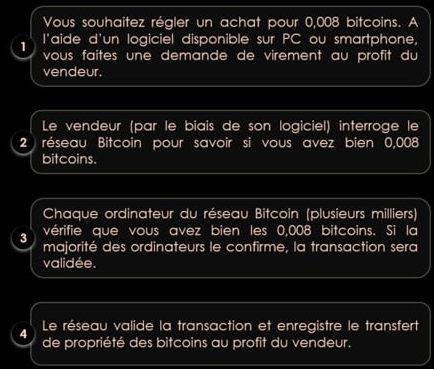 1
Vous souhaitez régler un achat pour 0,008 bitcoins. A
l'aide d'un logiciel disponible sur PC ou smartphone,
vous faites une demande de virement au profit du
vendeur.
2
Le vendeur (par le biais de son logiciel) interroge le
réseau Bitcoin pour savoir si vous avez bien 0,008
bitcoins.
3
Chaque ordinateur du réseau Bitcoin (plusieurs milliers)
vérifie que vous avez bien les 0,008 bitcoins. Si la
majorité des ordinateurs le confirme, la transaction sera
validée.
4
Le réseau valide la transaction et enregistre le transfert
de propriété des bitcoins au profit du vendeur.